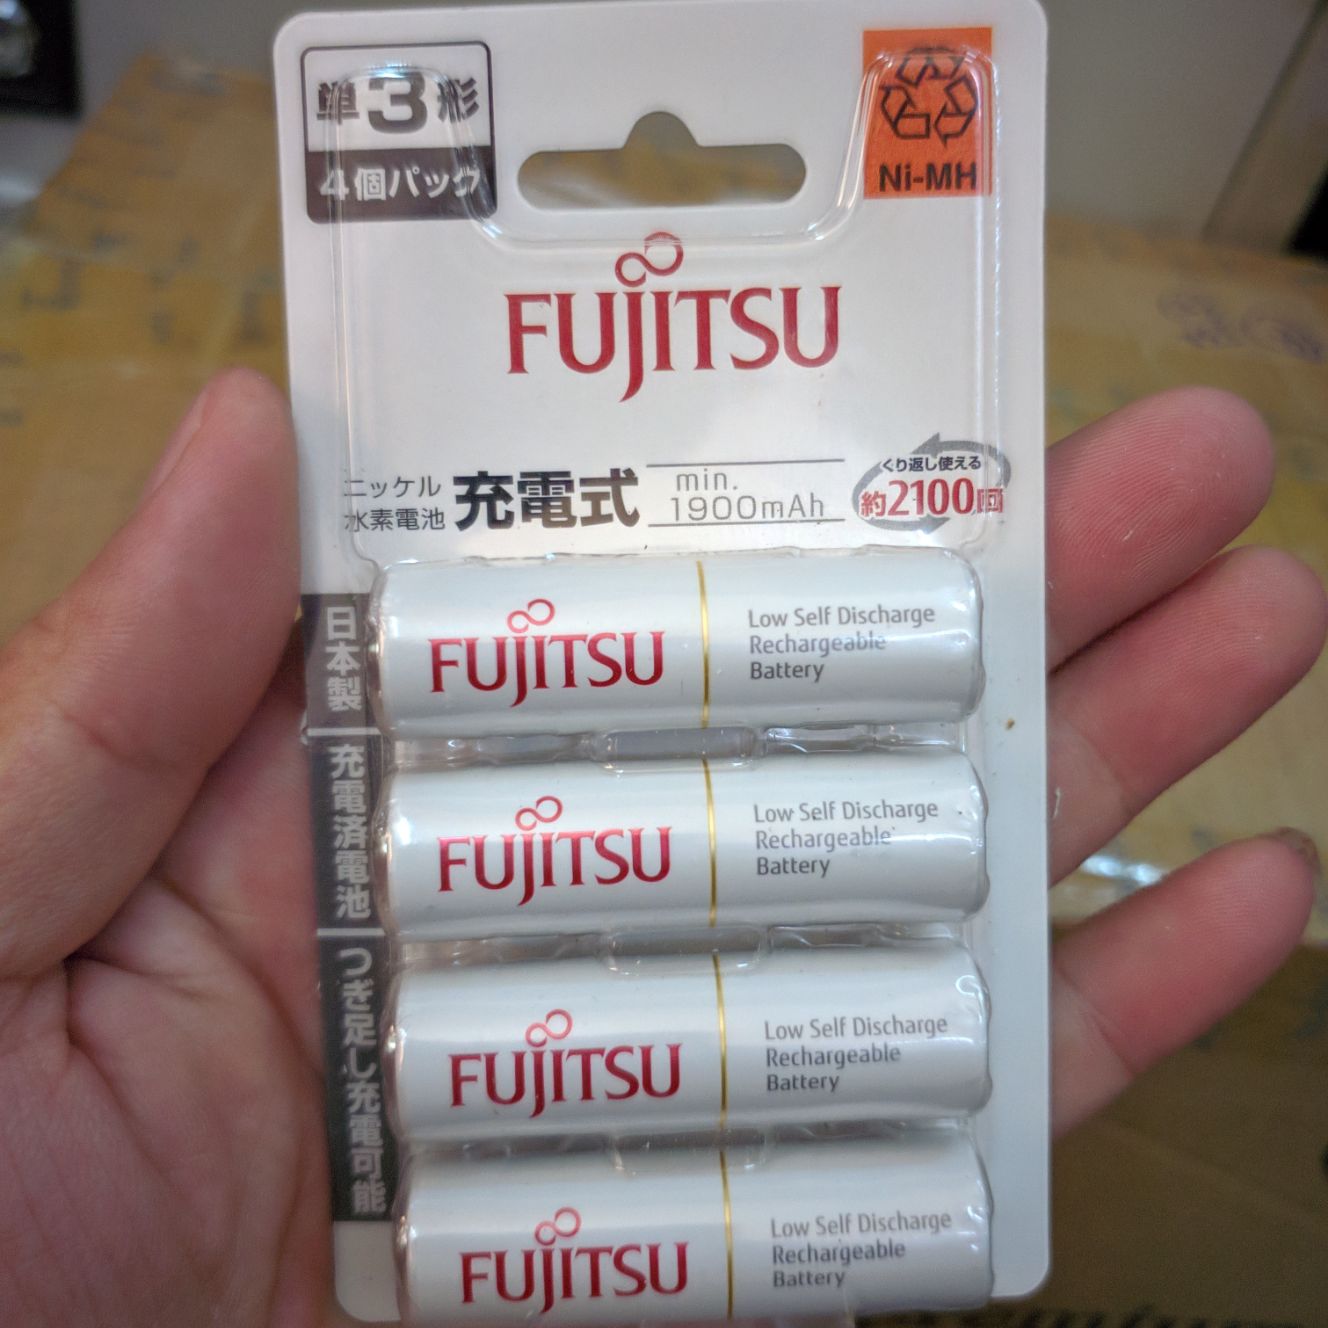 単3形
4個パック
Ni-MH
FUJITSU
ニッケル
水素電池
充電式
min.
1900mAh
くり返し使える
約2100回
日本製
充電済電池
つぎ足し充電可能
FUJITSU
Low Self Discharge
Rechargeable
Battery
FUJITSU
Low Self Discharge
Rechargeable
Battery
FUJITSU
Low Self Discharge
Rechargeable
Battery
FUJITSU
Low Self Discharge
Rechargeable
Battery